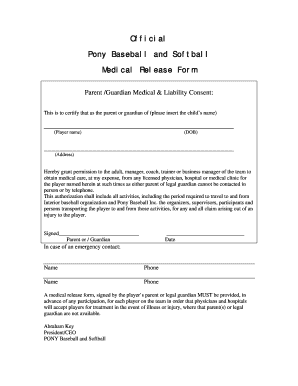 Official
Pony Baseball and Softball
Medical Release Form
Parent /Guardian Medical & Liability Consent:
This is to certify that as the parent or guardian of (please insert the child's name)
(Player name) (DOB)
(Address)
Hereby grant permission to the adult, manager, coach, trainer or business manager of the team to
obtain medical care, at my expense, from any licensed physician, hospital or medical clinic for
the player named herein at such times as either parent of legal guardian cannot be contacted in
person or by telephone.
This authorization shall include all activities, including the period required to travel to and from
Interior baseball organization and Pony Baseball Inc. the organizers, supervisors, participants and
persons transporting the player to and from these activities, for any and all claim arising out of an
injury to the player.
Signed
Parent or / Guardian Date
In case of an emergency contact:
Name Phone
Name Phone
A medical release form, signed by the player's parent or legal guardian MUST be provided, in
advance of any participation, for each player on the team in order that physicians and hospitals
will accept players for treatment in the event of illness or injury, where that parent(s) or legal
guardian are not available.
Abraham Key
President/CEO
PONY Baseball and Softball